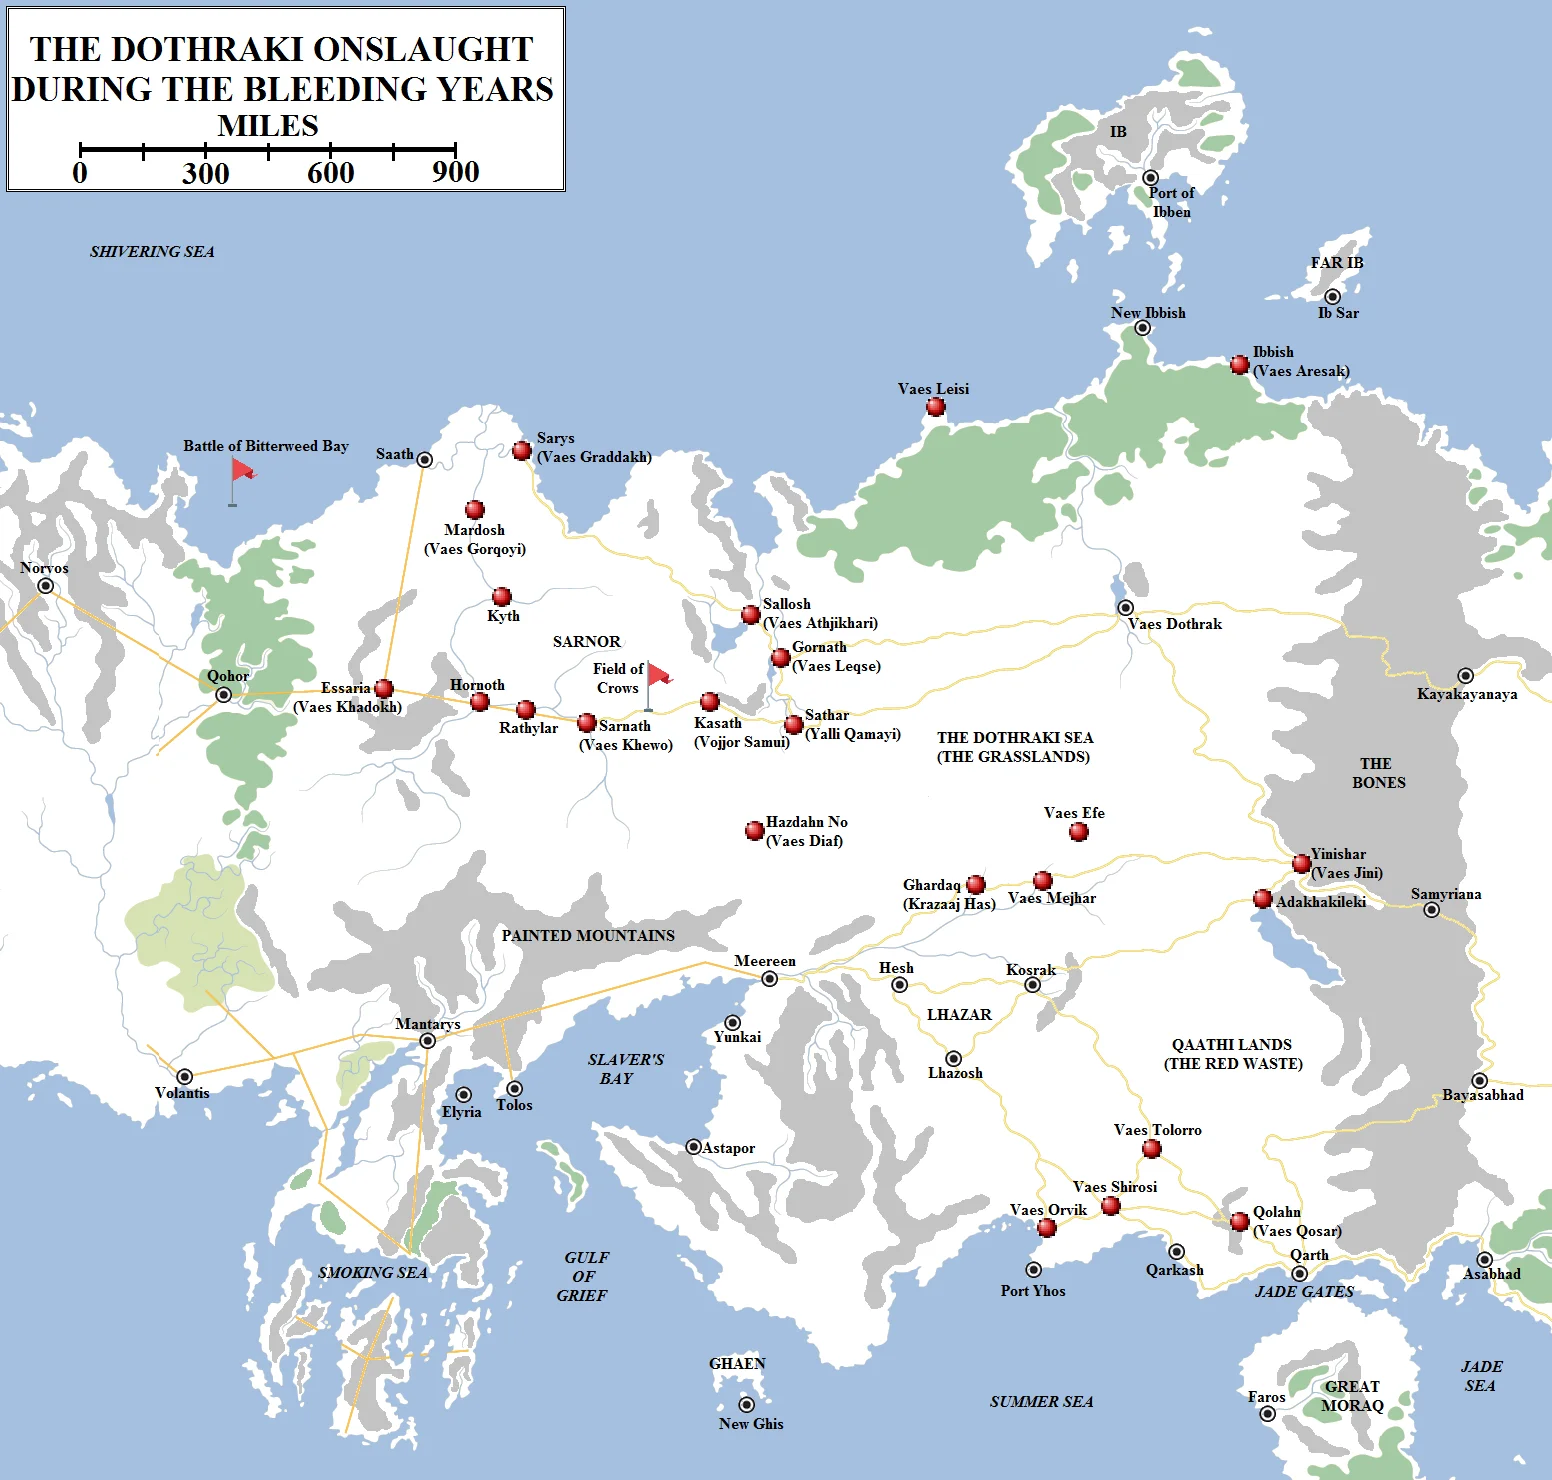 THE DOTHRAKI ONSLAUGHT
DURING THE BLEEDING YEARS
MILES
0 300 600 900
IB
Port of
Ibben
SHIVERING SEA
FAR IB
Ib Sar
New Ibbish
Ibbish
(Vaes Aresak)
Vaes Leisi
Battle of Bitterweed Bay
Saath
Sarys
(Vaes Graddakh)
Mardosh
(Vaes Gorqoyi)
Norvos
Kyth
Sallosh
(Vaes Athjikhari)
Vaes Dothrak
SARNOR
Gornath
(Vaes Leqse)
Field of
Crows
Qohor
Essaria
(Vaes Khadokh)
Hornoth
Rathylar
Sarnath
(Vaes Khewo)
Kasath
(Vojjor Samui)
Sathar
(Yalli Qamayi)
Kayakayanaya
THE DOTHRAKI SEA
(THE GRASSLANDS)
THE
BONES
Hazdahn No
(Vaes Diaf)
Vaes Efe
Yinishar
(Vaes Jini)
Ghardaq
(Krazaaj Has)
Vaes Mejhar
Adakhakileki
Samyriana
PAINTED MOUNTAINS
Meereen
Hesh
Kosrak
Mantarys
Yunkai
LHAZAR
QAATHI LANDS
(THE RED WASTE)
SLAVER'S
BAY
Lhazosh
Volantis
Elyria
Tolos
Bayasabhad
Astapor
Vaes Tolorro
Vaes Shirosi
Vaes Orvik
Qolahn
(Vaes Qosar)
Qarth
GULF
OF
GRIEF
SMOKING SEA
Port Yhos
Qarkash
JADE GATES
Asabhad
GHAEN
New Ghis
SUMMER SEA
Faros
GREAT
MORAQ
JADE
SEA